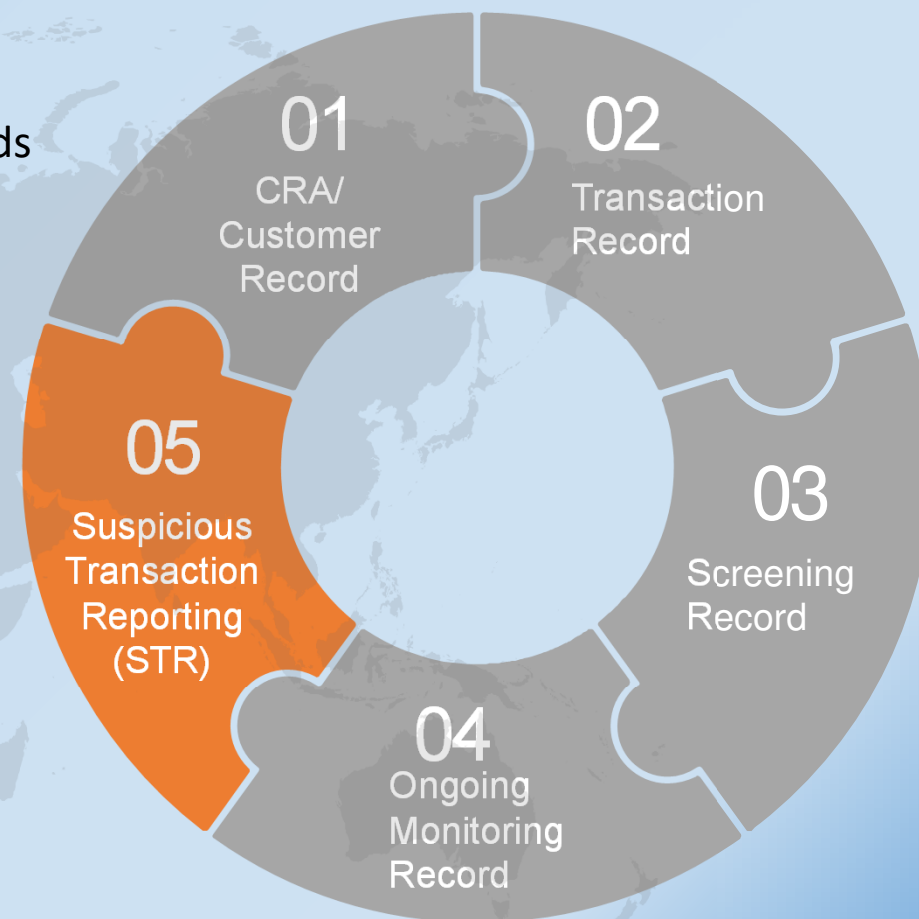 ds
01
CRA/
Customer
Record
02
Transaction
Record
03
Screening
Record
04
Ongoing
Monitoring
Record
05
Suspicious
Transaction
Reporting
(STR)